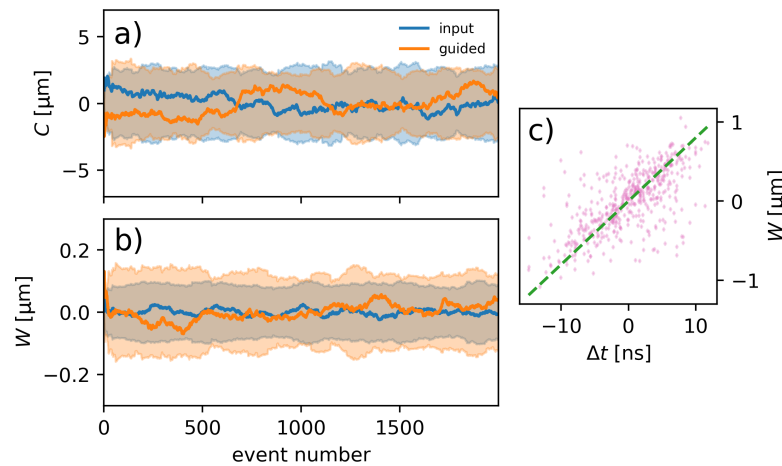 a)
input
guided
5
0
−5
C [μm]
b)
0.2
0.0
−0.2
W [μm]
0
500
1000
1500
event number
c)
1
0
−1
W [μm]
−10
0
10
Δt [ns]